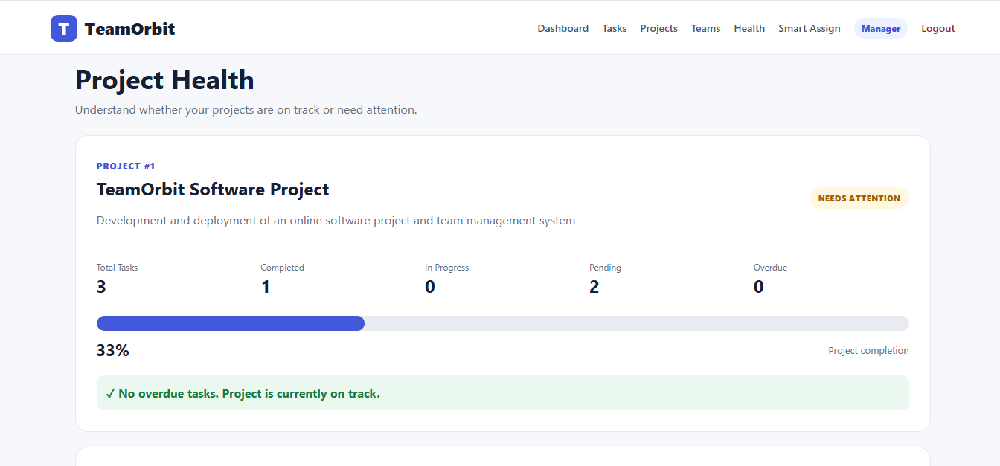 T TeamOrbit
Dashboard Tasks Projects Teams Health Smart Assign Manager Logout
Project Health
Understand whether your projects are on track or need attention.
PROJECT #1
TeamOrbit Software Project
NEEDS ATTENTION
Development and deployment of an online software project and team management system
Total Tasks Completed In Progress Pending Overdue
3 1 0 2 0
33% Project completion
✓ No overdue tasks. Project is currently on track.